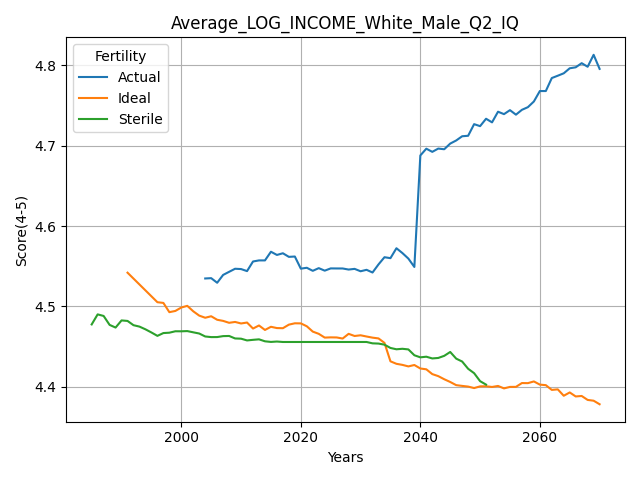 Average_LOG_INCOME_White_Male_Q2_IQ
Fertility
Actual
Ideal
Sterile
Score(4-5)
4.8
4.7
4.6
4.5
4.4
2000 2020 2040 2060
Years